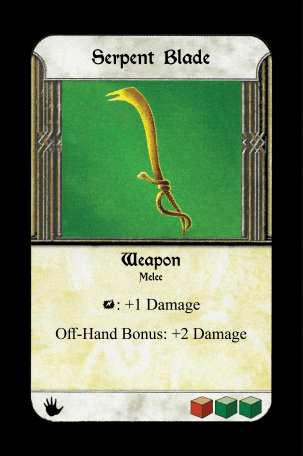 Serpent Blade
Weapon
Melee
: +1 Damage
Off-Hand Bonus: +2 Damage